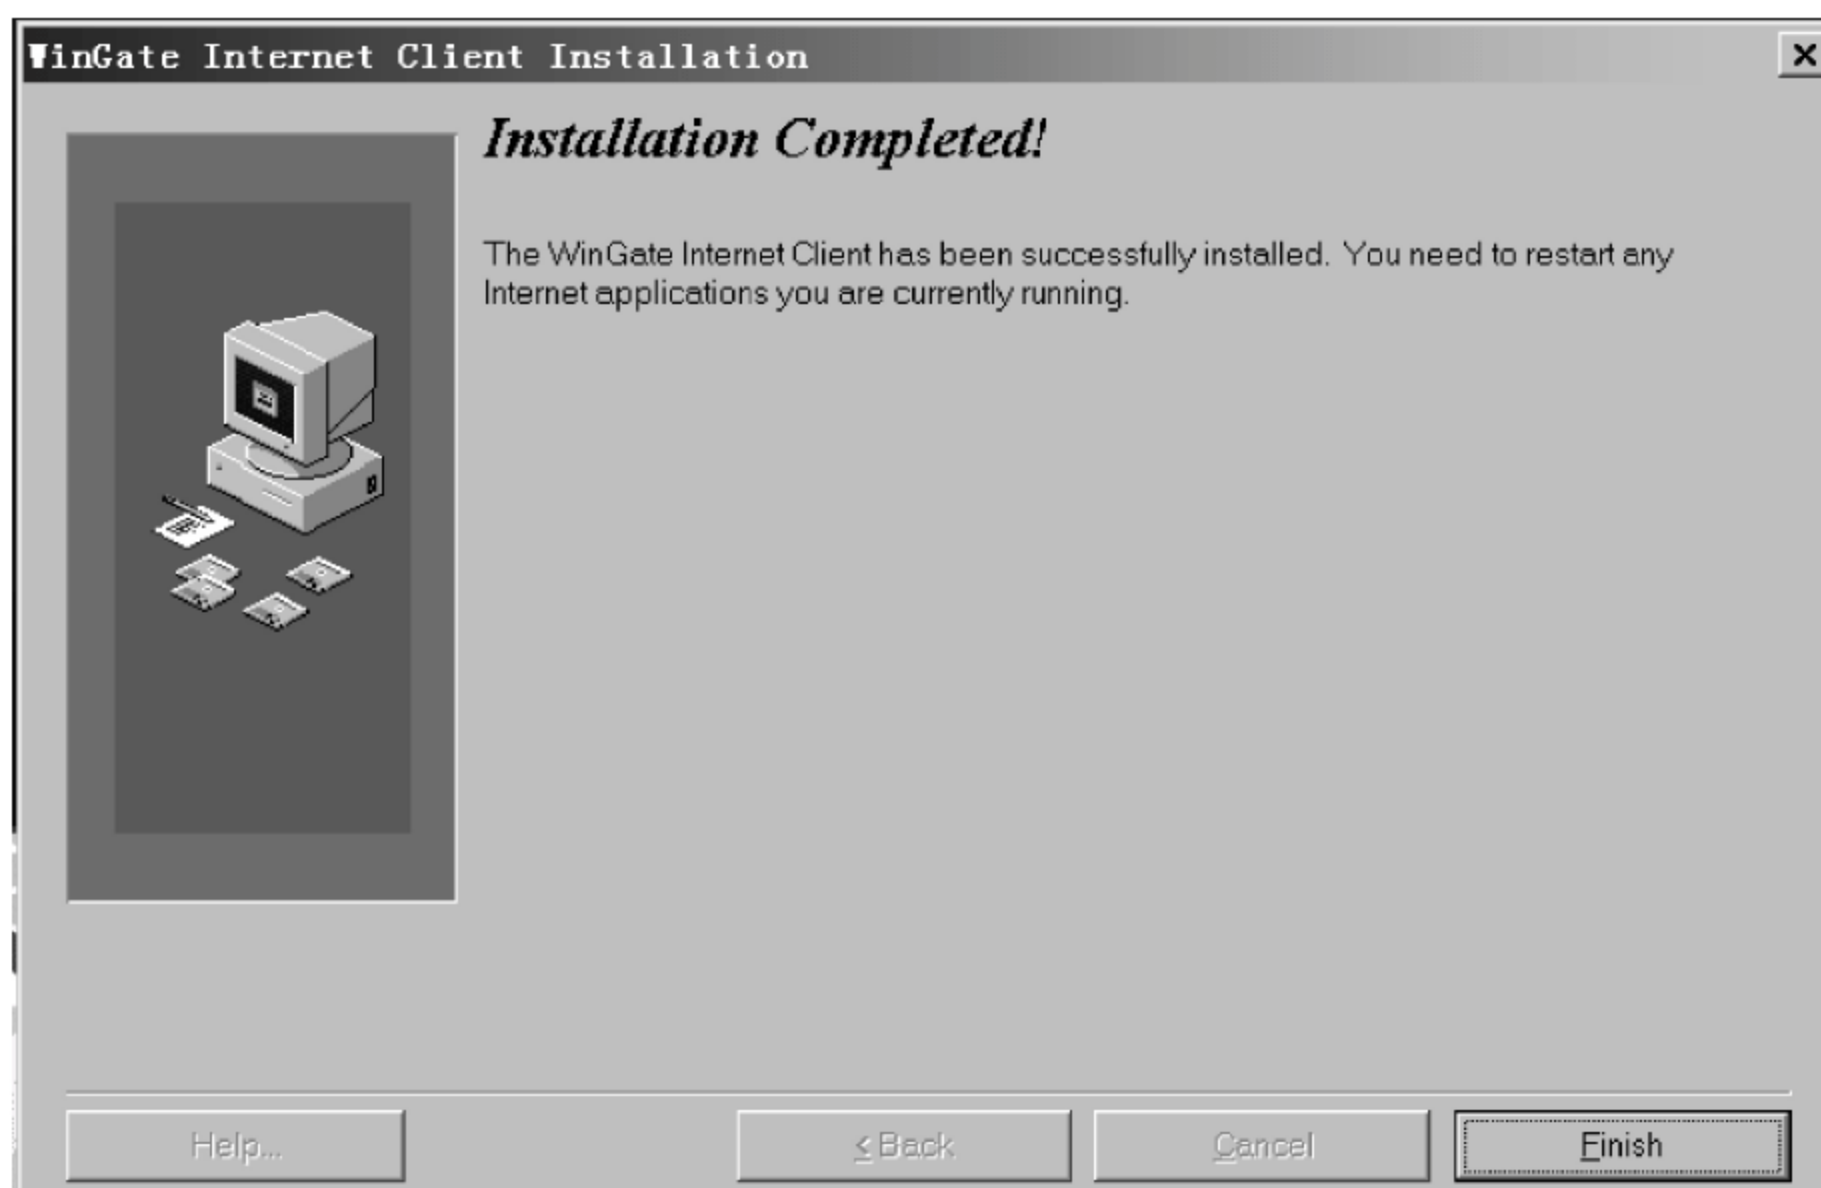 WinGate Internet Client Installation
Installation Completed!
The WinGate Internet Client has been successfully installed. You need to restart any
Internet applications you are currently running.
Help... < Back Cancel Finish